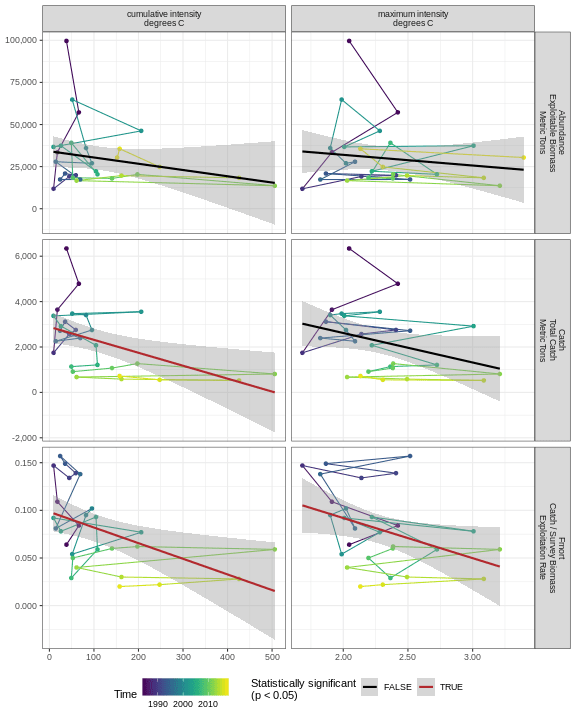 cumulative intensity
degrees C
maximum intensity
degrees C
100,000
75,000
50,000
25,000
0
Abundance
Exploitable Biomass
Metric Tons
6,000
4,000
2,000
0
-2,000
Catch
Total Catch
Metric Tons
0.150
0.100
0.050
0.000
Fmort
Catch / Survey Biomass
Exploitation Rate
0 100 200 300 400 500
2.00 2.50 3.00
Time
1990 2000 2010
Statistically significant
(p < 0.05)
FALSE
TRUE